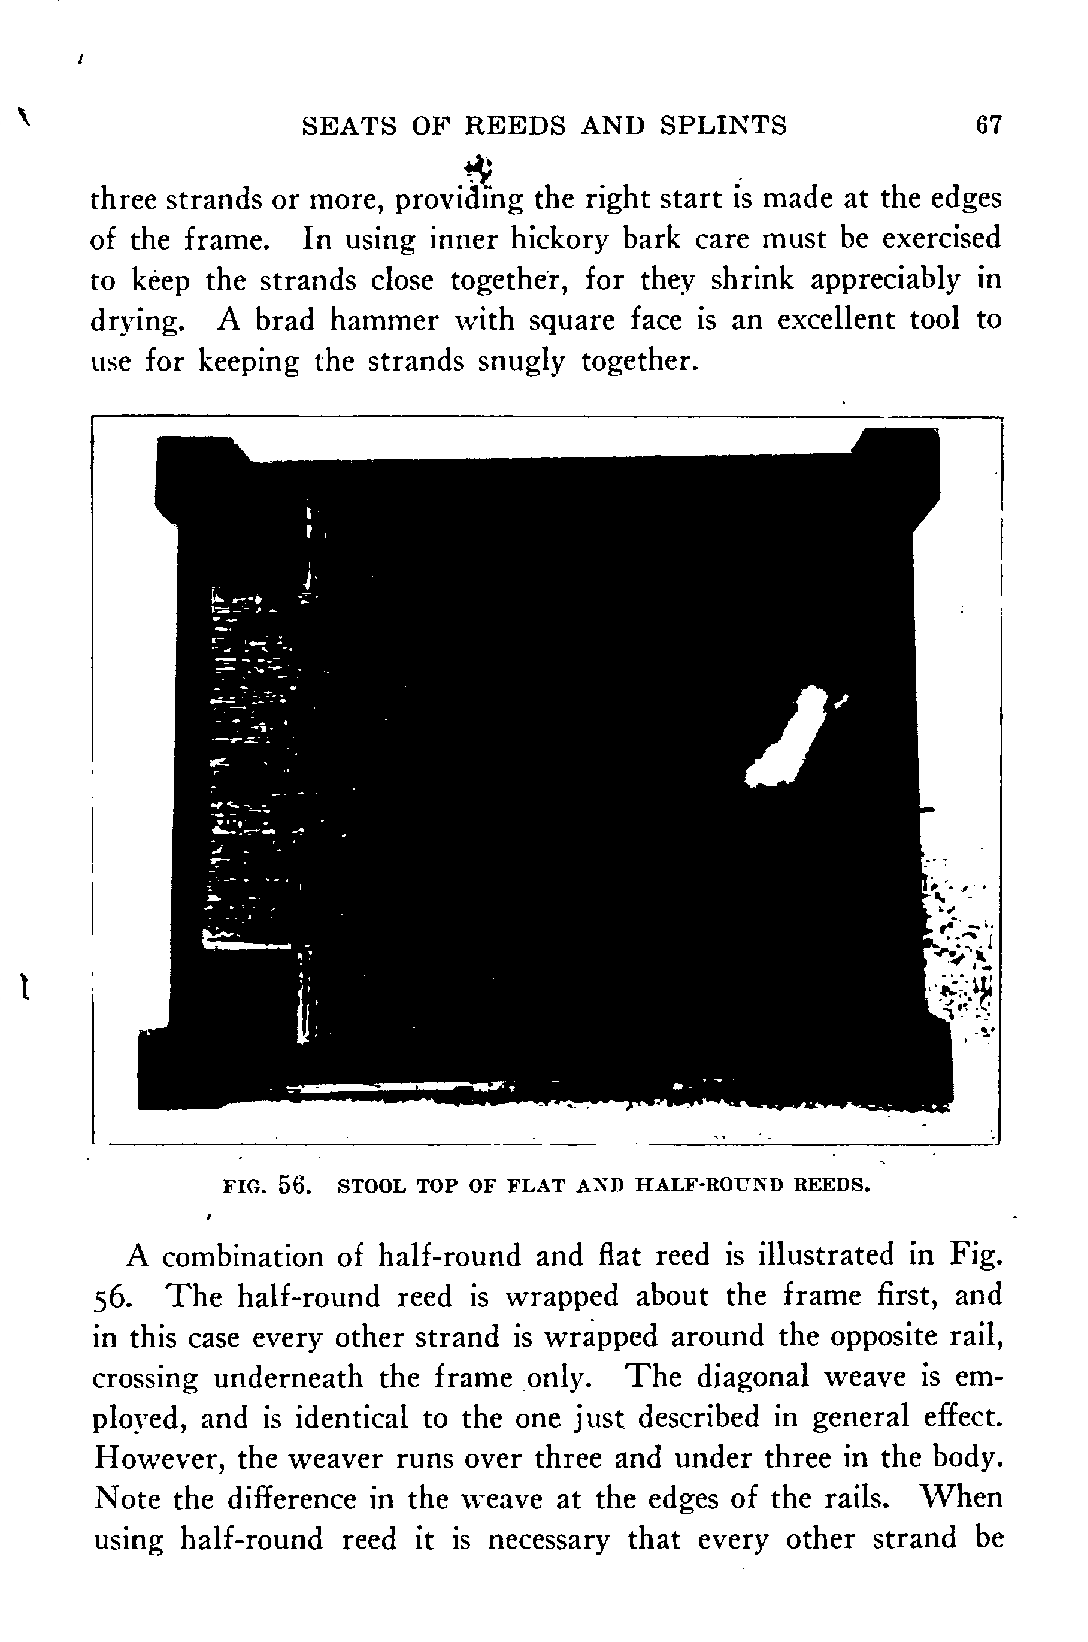 SEATS OF REEDS AND SPLINTS 67
three strands or more, providing the right start is made at the edges
of the frame. In using inner hickory bark care must be exercised
to keep the strands close together, for they shrink appreciably in
drying. A brad hammer with square face is an excellent tool to
use for keeping the strands snugly together.
FIG. 56. STOOL TOP OF FLAT AND HALF-ROUND REEDS.
A combination of half-round and flat reed is illustrated in Fig.
56. The half-round reed is wrapped about the frame first, and
in this case every other strand is wrapped around the opposite rail,
crossing underneath the frame only. The diagonal weave is em-
ployed, and is identical to the one just described in general effect.
However, the weaver runs over three and under three in the body.
Note the difference in the weave at the edges of the rails. When
using half-round reed it is necessary that every other strand be